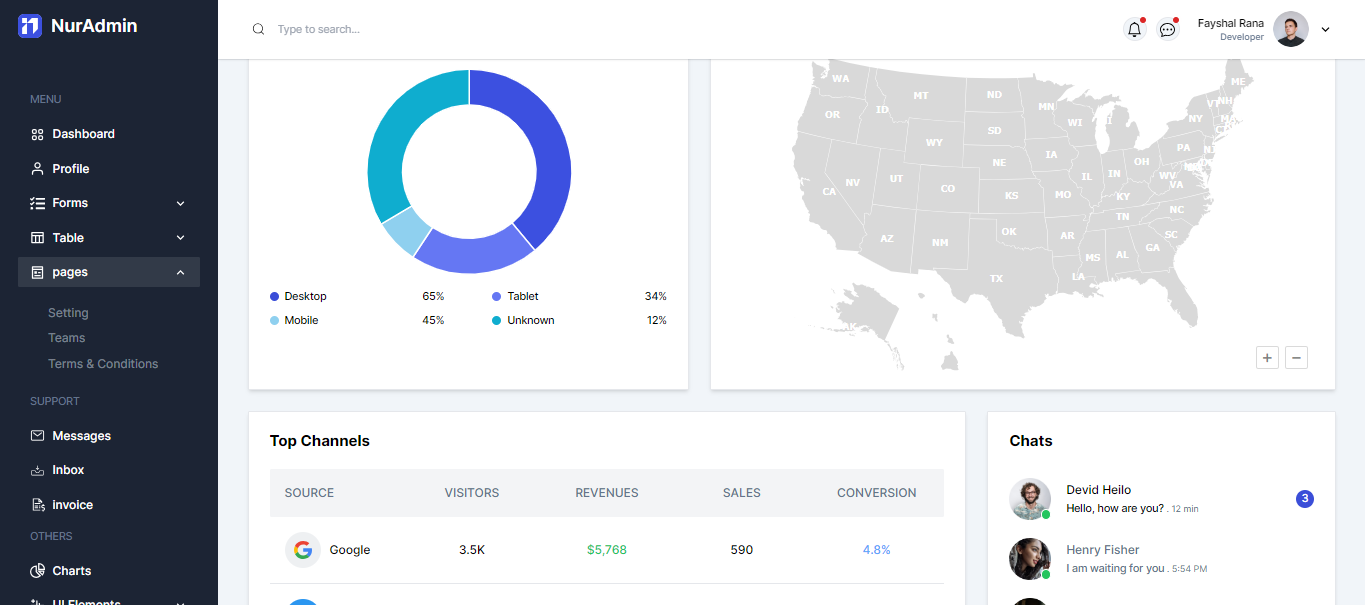 NurAdmin
Type to search...
Fayshal Rana
Developer
MENU
Dashboard
Profile
Forms
Table
pages
Setting
Teams
Terms & Conditions
SUPPORT
Messages
Inbox
invoice
OTHERS
Charts
UI Elements
Desktop 65% Tablet 34%
Mobile 45% Unknown 12%
WA
MT
ND
MN
ME
OR
ID
WI
VT
NH
NY
SD
WY
IA
PA
NE
OH
NV
UT
CO
IL
IN
WV
VA
CA
KS
MO
KY
NC
TN
AZ
NM
OK
AR
SC
MS
AL
GA
TX
LA
+ −
Top Channels
SOURCE VISITORS REVENUES SALES CONVERSION
Google 3.5K $5,768 590 4.8%
Chats
Devid Heilo
Hello, how are you? . 12 min
3
Henry Fisher
I am waiting for you . 5:54 PM